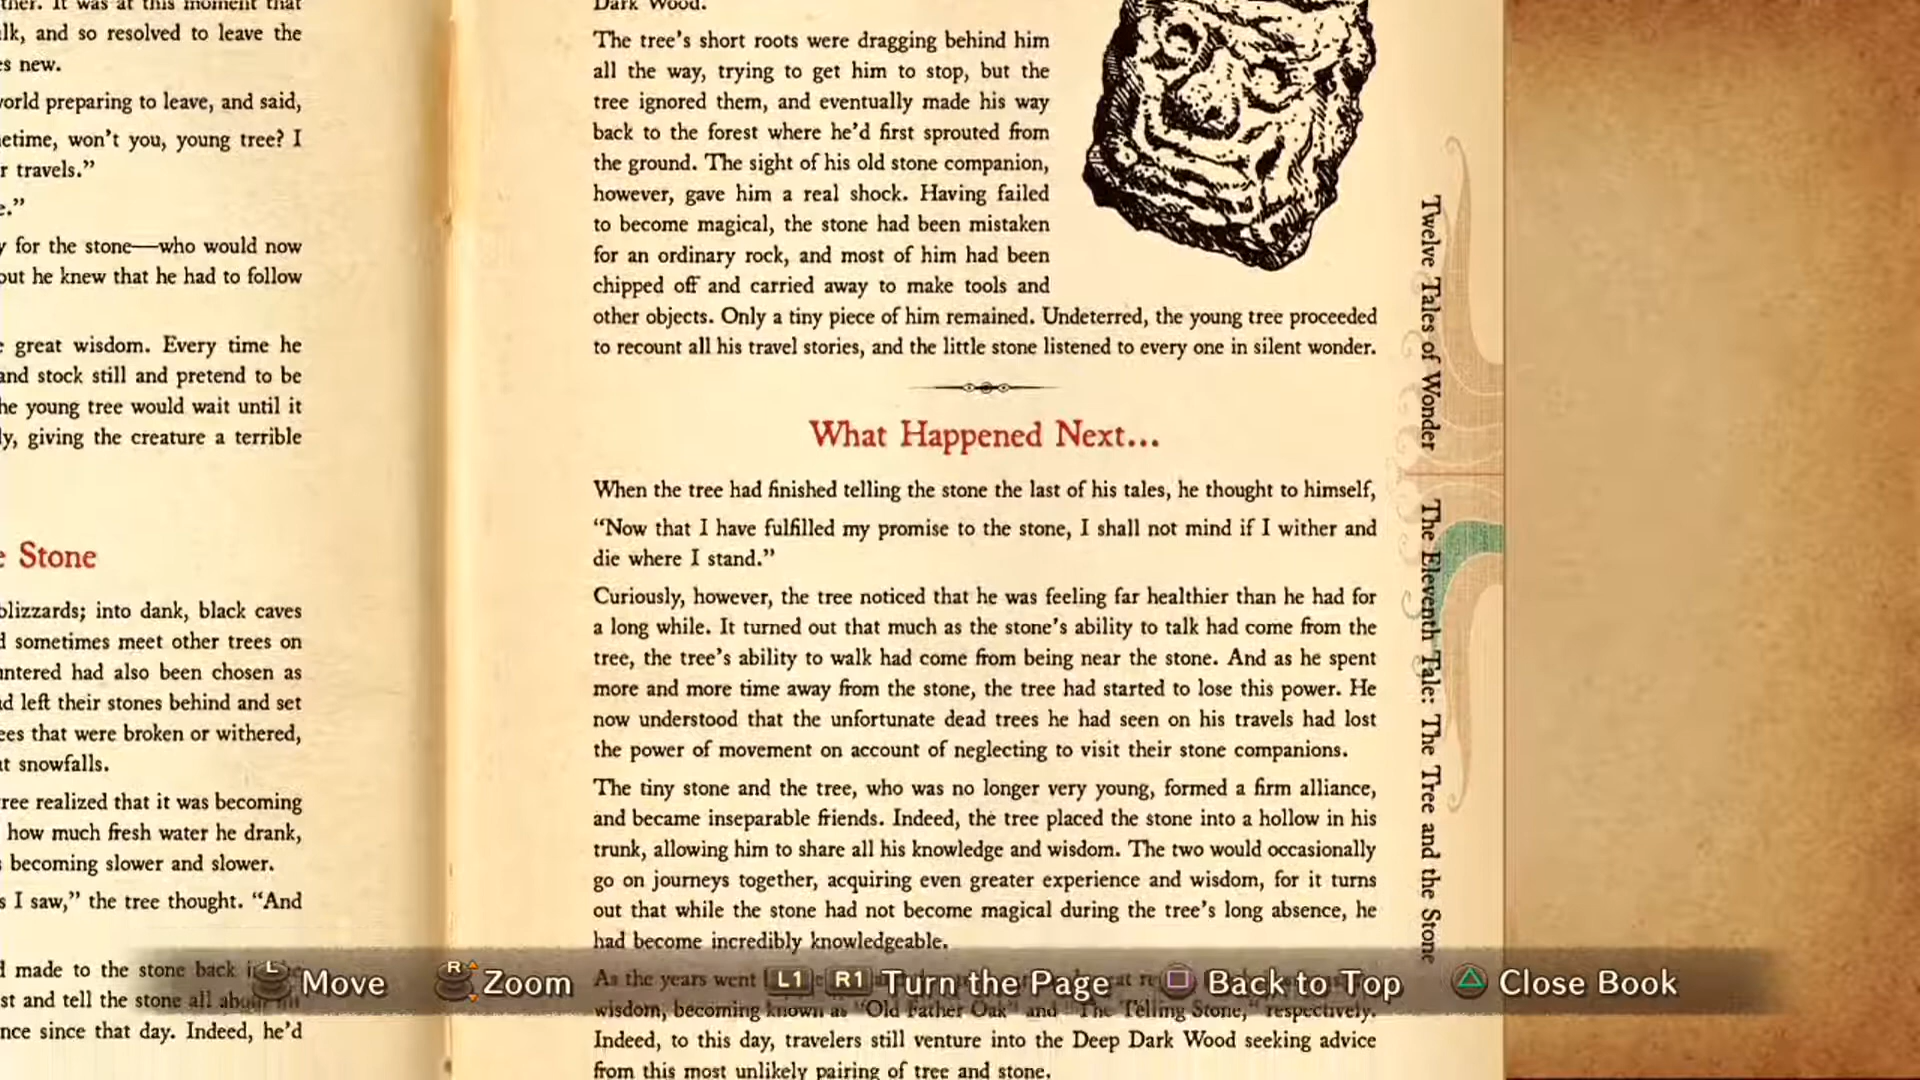 ther. It was at this moment that
lk, and so resolved to leave the
es new.
vorld preparing to leave, and said,
netime, won't you, young tree? I
r travels."
e."
y for the stone—who would now
out he knew that he had to follow
e great wisdom. Every time he
and stock still and pretend to be
he young tree would wait until it
ly, giving the creature a terrible
e Stone
blizzards; into dank, black caves
d sometimes meet other trees on
untered had also been chosen as
ad left their stones behind and set
ees that were broken or withered,
at snowfalls.
ree realized that it was becoming
how much fresh water he drank,
s becoming slower and slower.
s I saw," the tree thought. "And
d made to the stone back
st and tell the stone all about
nce since that day. Indeed, he'd
Dark Wood.
The tree's short roots were dragging behind him
all the way, trying to get him to stop, but the
tree ignored them, and eventually made his way
back to the forest where he'd first sprouted from
the ground. The sight of his old stone companion,
however, gave him a real shock. Having failed
to become magical, the stone had been mistaken
for an ordinary rock, and most of him had been
chipped off and carried away to make tools and
other objects. Only a tiny piece of him remained. Undeterred, the young tree proceeded
to recount all his travel stories, and the little stone listened to every one in silent wonder.
What Happened Next...
When the tree had finished telling the stone the last of his tales, he thought to himself,
"Now that I have fulfilled my promise to the stone, I shall not mind if I wither and
die where I stand."
Curiously, however, the tree noticed that he was feeling far healthier than he had for
a long while. It turned out that much as the stone's ability to talk had come from the
tree, the tree's ability to walk had come from being near the stone. And as he spent
more and more time away from the stone, the tree had started to lose this power. He
now understood that the unfortunate dead trees he had seen on his travels had lost
the power of movement on account of neglecting to visit their stone companions.
The tiny stone and the tree, who was no longer very young, formed a firm alliance,
and became inseparable friends. Indeed, the tree placed the stone into a hollow in his
trunk, allowing him to share all his knowledge and wisdom. The two would occasionally
go on journeys together, acquiring even greater experience and wisdom, for it turns
out that while the stone had not become magical during the tree's long absence, he
had become incredibly knowledgeable.
As the years went
wisdom, becoming known as "Old Father Oak" and "The Telling Stone," respectively.
Indeed, to this day, travelers still venture into the Deep Dark Wood seeking advice
from this most unlikely pairing of tree and stone.
Twelve Tales of Wonder
The Eleventh Tale: The Tree and the Stone
L Move R Zoom L1 R1 Turn the Page Back to Top Close Book